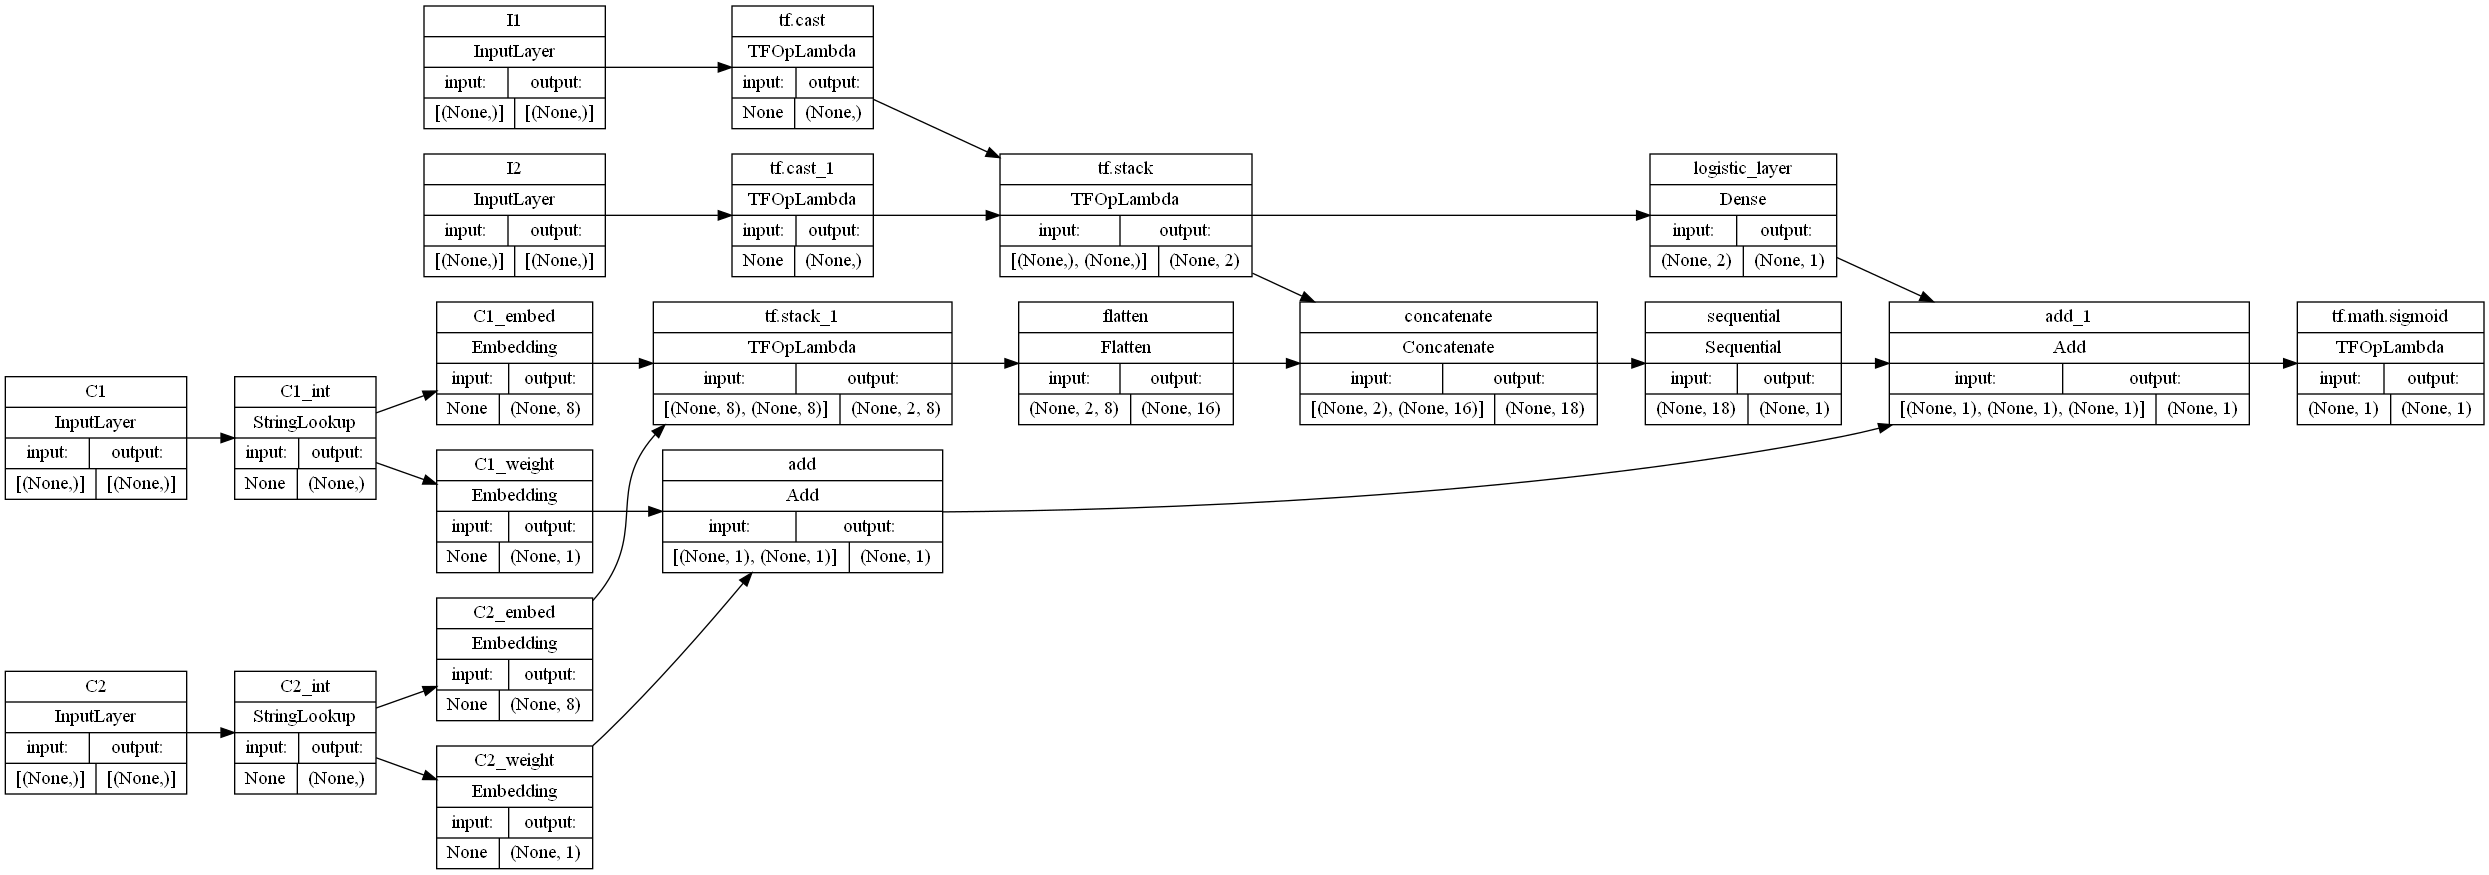 I1
InputLayer
input: output:
[(None,)] [(None,)]
tf.cast
TFOpLambda
input: output:
None (None,)
I2
InputLayer
input: output:
[(None,)] [(None,)]
tf.cast_1
TFOpLambda
input: output:
None (None,)
tf.stack
TFOpLambda
input: output:
[(None,), (None,)] (None, 2)
logistic_layer
Dense
input: output:
(None, 2) (None, 1)
C1
InputLayer
input: output:
[(None,)] [(None,)]
C1_int
StringLookup
input: output:
None (None,)
C1_embed
Embedding
input: output:
None (None, 8)
tf.stack_1
TFOpLambda
input: output:
[(None, 8), (None, 8)] (None, 2, 8)
flatten
Flatten
input: output:
(None, 2, 8) (None, 16)
concatenate
Concatenate
input: output:
[(None, 2), (None, 16)] (None, 18)
sequential
Sequential
input: output:
(None, 18) (None, 1)
add_1
Add
input: output:
[(None, 1), (None, 1), (None, 1)] (None, 1)
tf.math.sigmoid
TFOpLambda
input: output:
(None, 1) (None, 1)
C1_weight
Embedding
input: output:
None (None, 1)
add
Add
input: output:
[(None, 1), (None, 1)] (None, 1)
C2
InputLayer
input: output:
[(None,)] [(None,)]
C2_int
StringLookup
input: output:
None (None,)
C2_embed
Embedding
input: output:
None (None, 8)
C2_weight
Embedding
input: output:
None (None, 1)